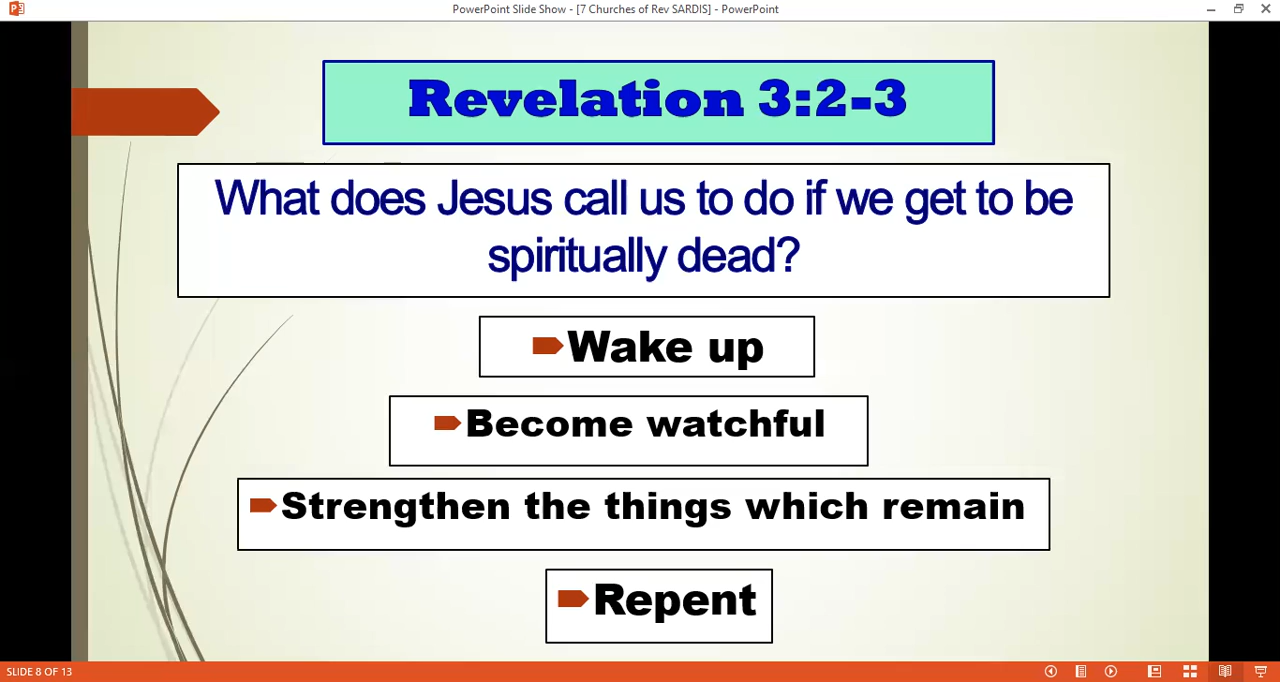 PowerPoint Slide Show - [7 Churches of Rev SARDIS] - PowerPoint
Revelation 3:2-3
What does Jesus call us to do if we get to be
spiritually dead?
Wake up
Become watchful
Strengthen the things which remain
Repent
SLIDE 8 OF 13